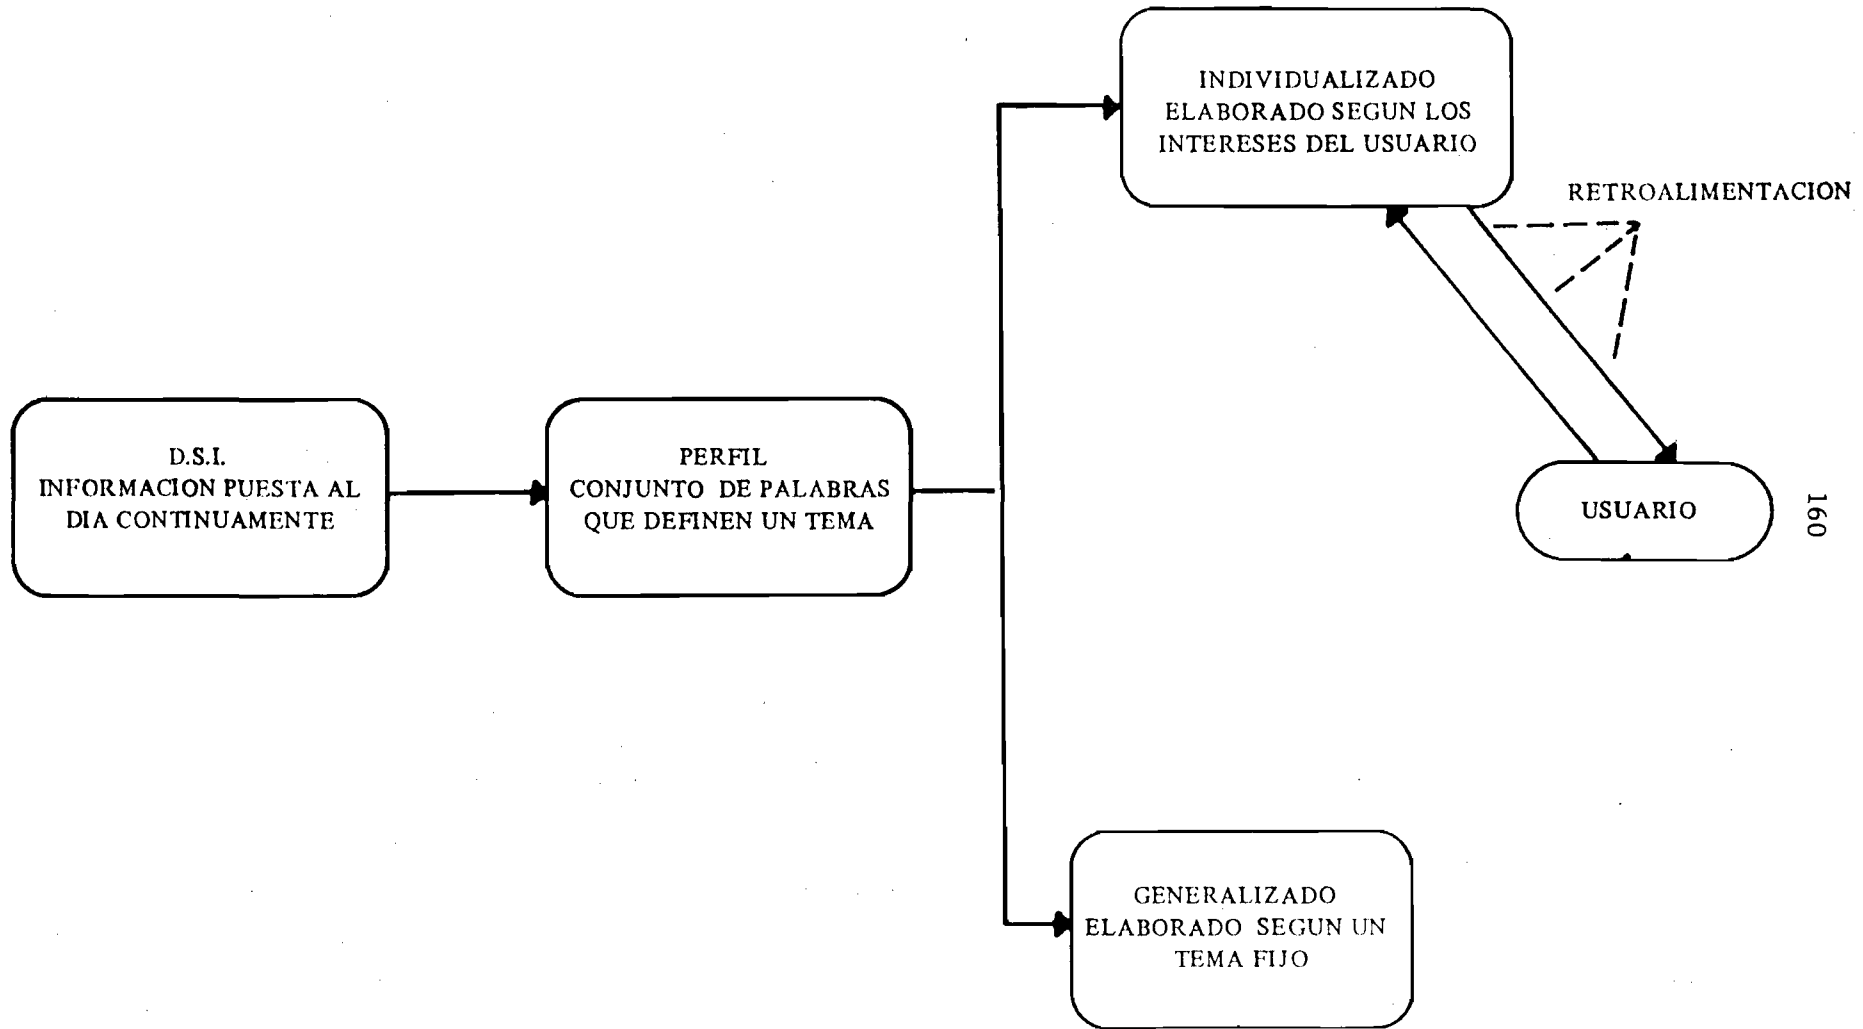 INDIVIDUALIZADO
ELABORADO SEGUN LOS
INTERESES DEL USUARIO
RETROALIMENTACION
D.S.I.
INFORMACION PUESTA AL
DIA CONTINUAMENTE
PERFIL
CONJUNTO DE PALABRAS
QUE DEFINEN UN TEMA
USUARIO
160
GENERALIZADO
ELABORADO SEGUN UN
TEMA FIJO